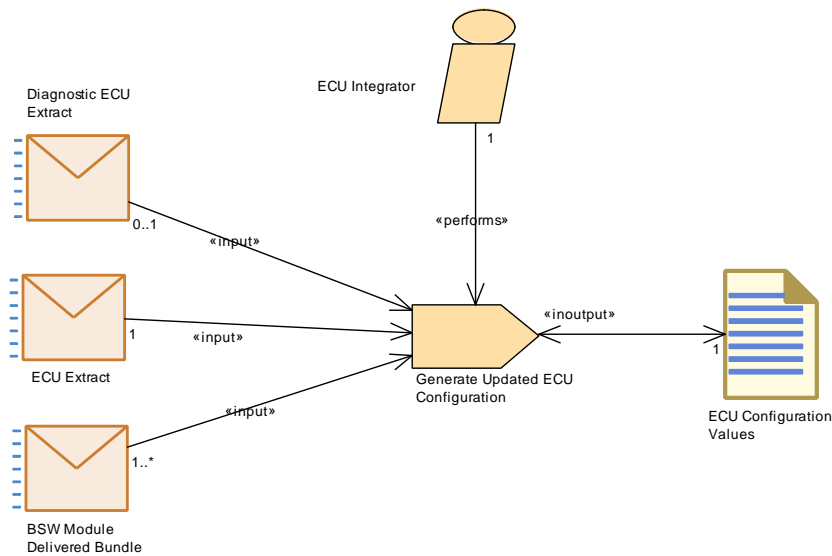 ECU Integrator
1
Diagnostic ECU
Extract
0..1
«input»
«performs»
ECU Extract
1
«input»
«inoutput»
1
Generate Updated ECU
Configuration
ECU Configuration
Values
«input»
1..*
BSW Module
Delivered Bundle